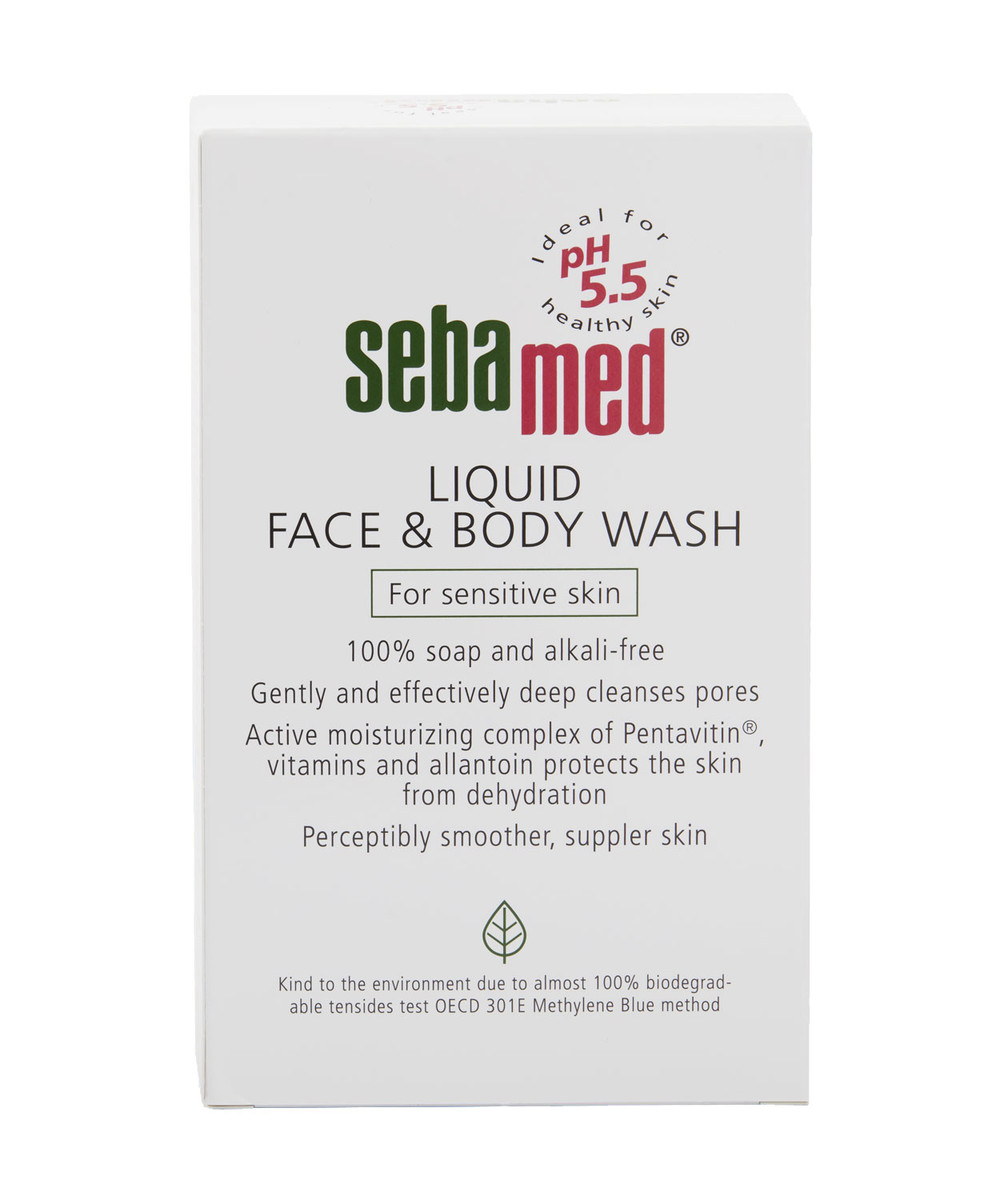 Ideal for
pH
5.5
healthy skin
sebamed®
LIQUID
FACE & BODY WASH
For sensitive skin
100% soap and alkali-free
Gently and effectively deep cleanses pores
Active moisturizing complex of Pentavitin®,
vitamins and allantoin protects the skin
from dehydration
Perceptibly smoother, suppler skin
Kind to the environment due to almost 100% biodegrad-
able tensides test OECD 301E Methylene Blue method